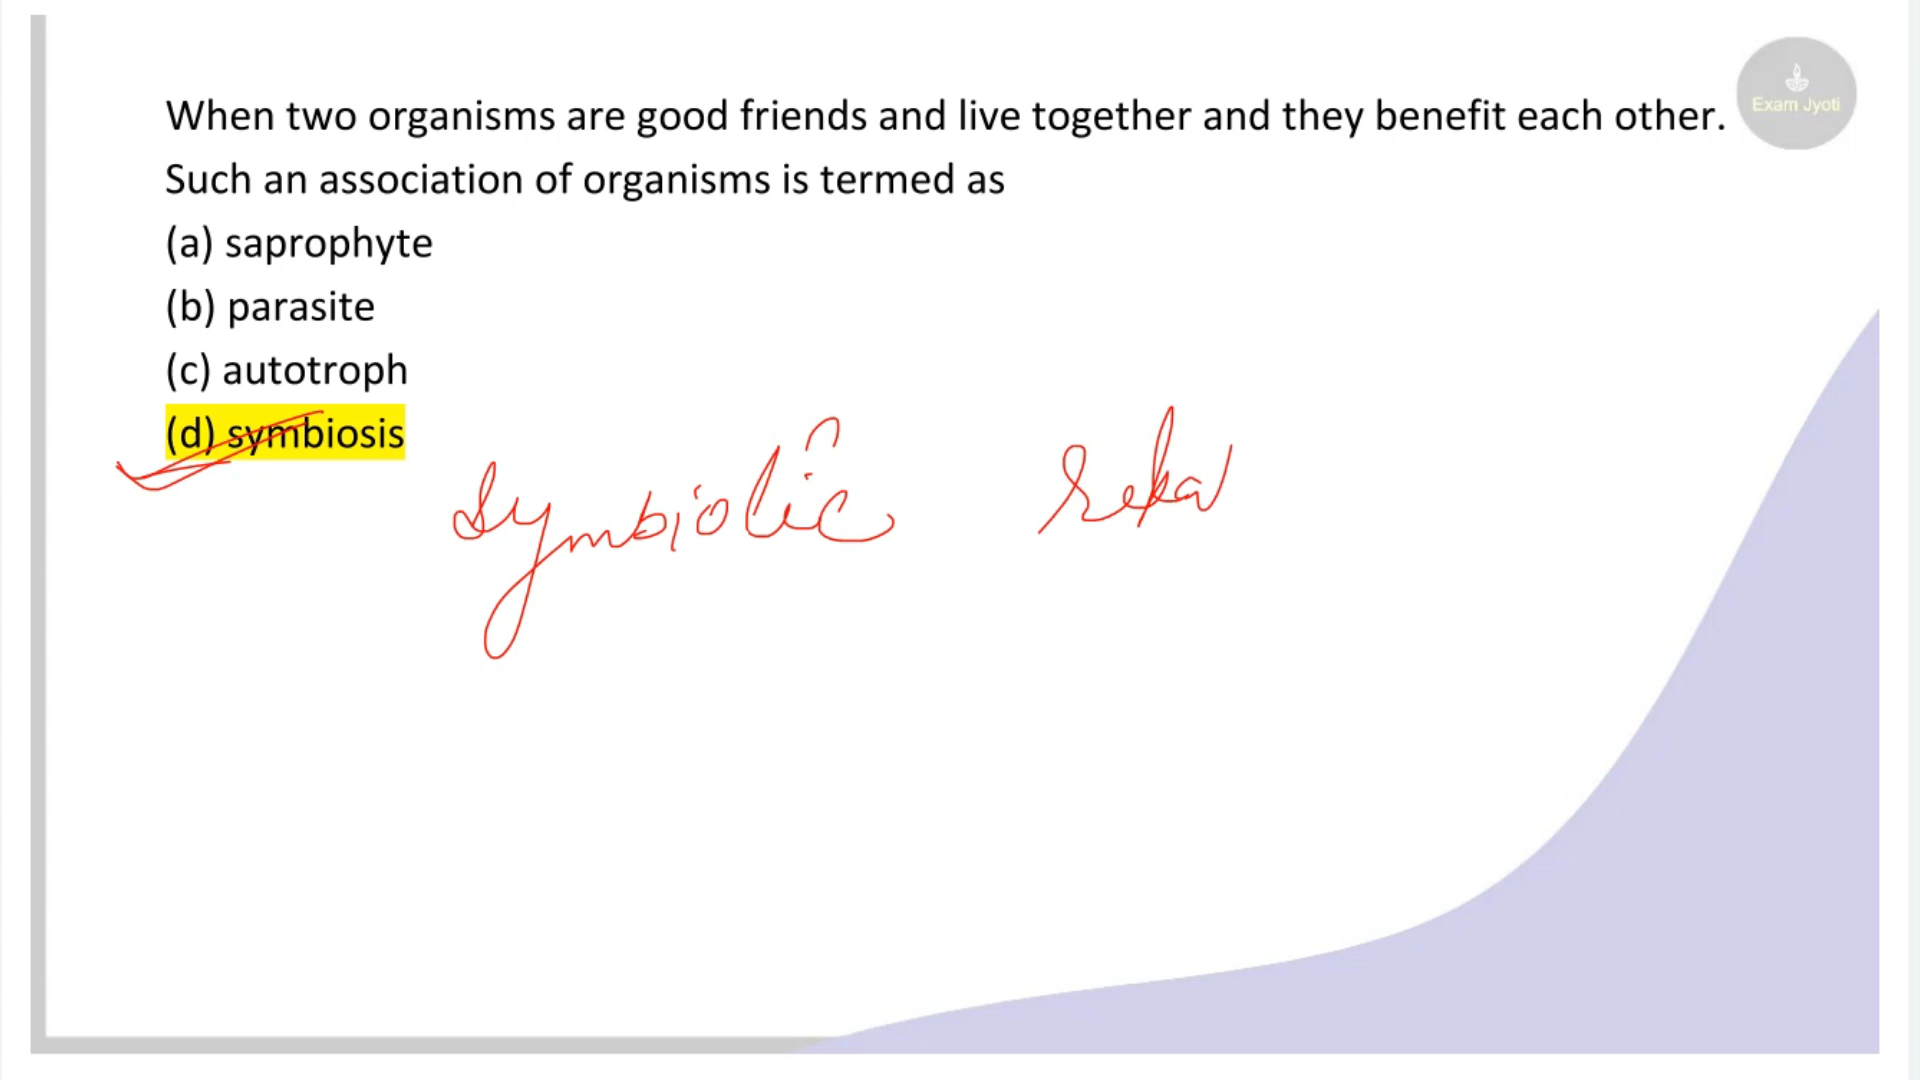 When two organisms are good friends and live together and they benefit each other.
Exam Jyoti
Such an association of organisms is termed as
(a) saprophyte
(b) parasite
(c) autotroph
(d) symbiosis
Symbiotic